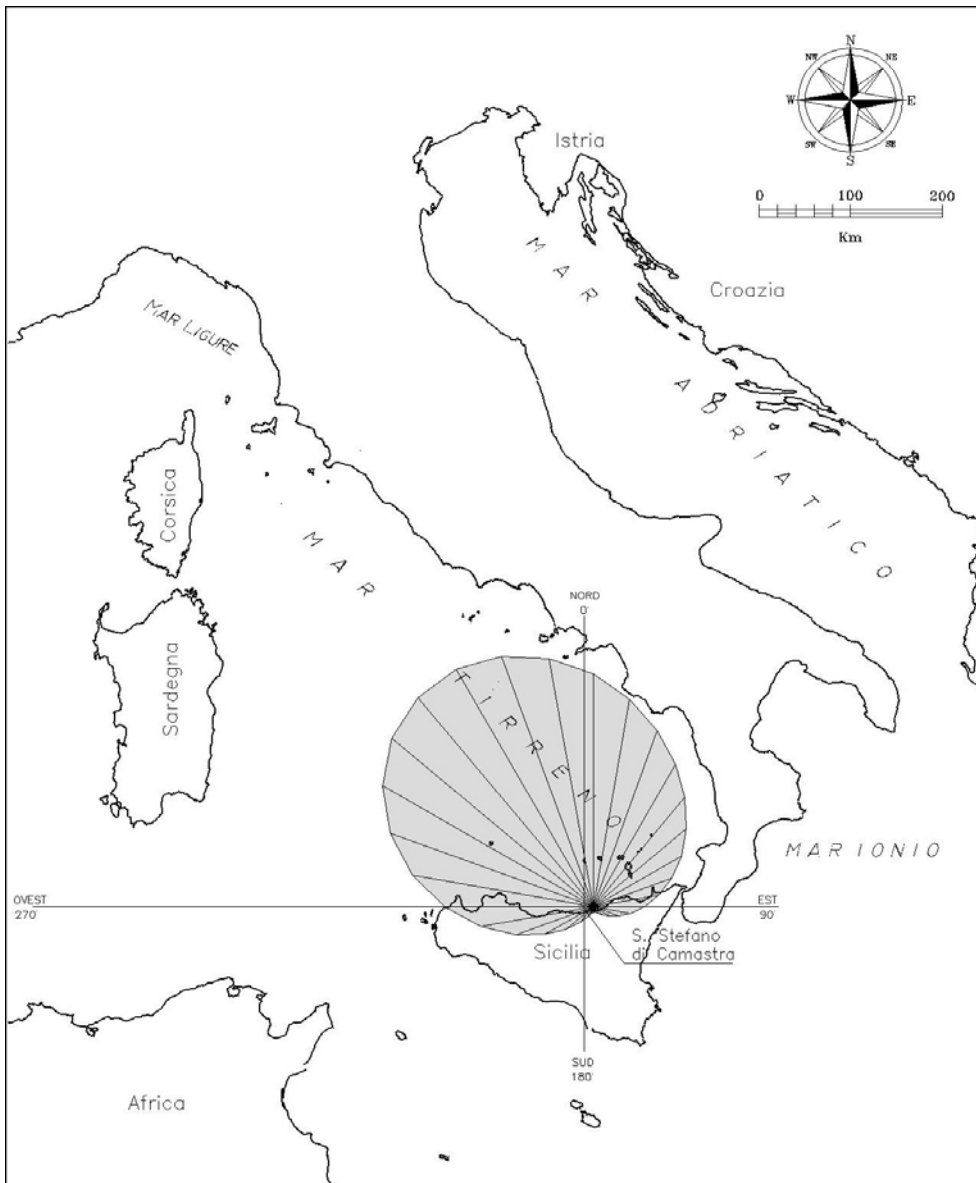 N
NW NE
W E
SW SE
S
Istria
0 100 200
Km
MAR
Croazia
MAR LIGURE
ADRIATICO
Corsica
MAR
NORD
0°
Sardegna
TIRRENO
MAR IONIO
OVEST
270°
EST
90°
S. Stefano
di Camastra
Sicilia
SUD
180°
Africa